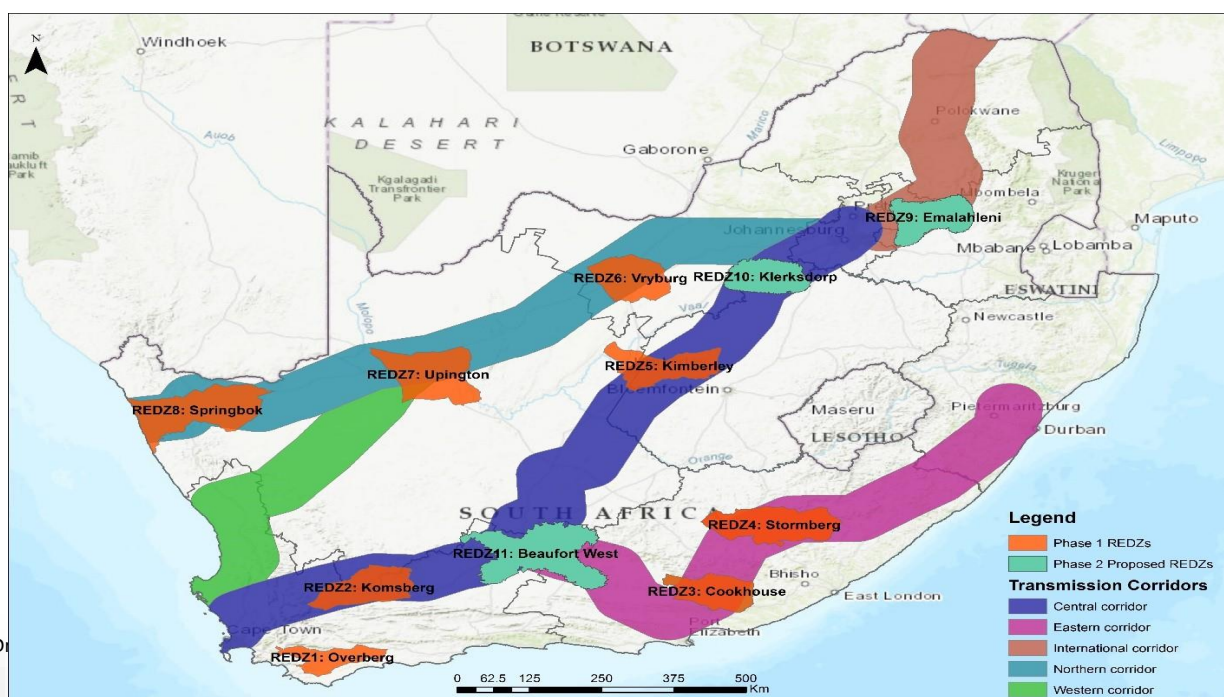 N
Windhoek
BOTSWANA
KALAHARI
DESERT
Auob
Kgalagadi
Transfrontier
Park
Gaborone
Marico
Polokwane
Limpopo
Kruger
National
Park
Mbombela
Maputo
REDZ9: Emalahleni
Johannesburg
Mbabane
Lobamba
ESWATINI
REDZ6: Vryburg
REDZ10: Klerksdorp
Molopo
Vaal
Newcastle
REDZ7: Upington
REDZ5: Kimberley
Bloemfontein
Tugela
REDZ8: Springbok
Maseru
LESOTHO
Pietermaritzburg
Durban
Orange
SOUTH AFRICA
REDZ4: Stormberg
REDZ11: Beaufort West
REDZ2: Komsberg
REDZ3: Cookhouse
Bhisho
East London
Cape Town
Port
Elizabeth
REDZ1: Overberg
Legend
Phase 1 REDZs
Phase 2 Proposed REDZs
Transmission Corridors
Central corridor
Eastern corridor
International corridor
Northern corridor
Western corridor
0 62.5 125 250 375 500
Km